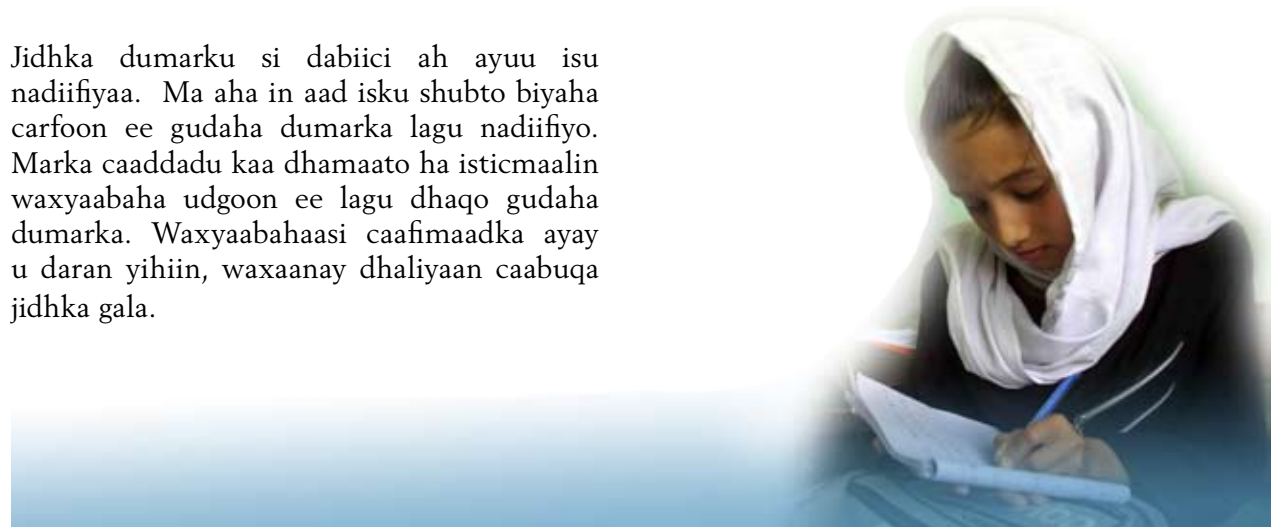 Jidhka dumarku si dabiici ah ayuu isu
nadiifiyaa. Ma aha in aad isku shubto biyaha
carfoon ee gudaha dumarka lagu nadiifiyo.
Marka caaddadu kaa dhamaato ha isticmaalin
waxyaabaha udgoon ee lagu dhaqo gudaha
dumarka. Waxyaabahaasi caafimaadka ayay
u daran yihiin, waxaanay dhaliyaan caabuqa
jidhka gala.